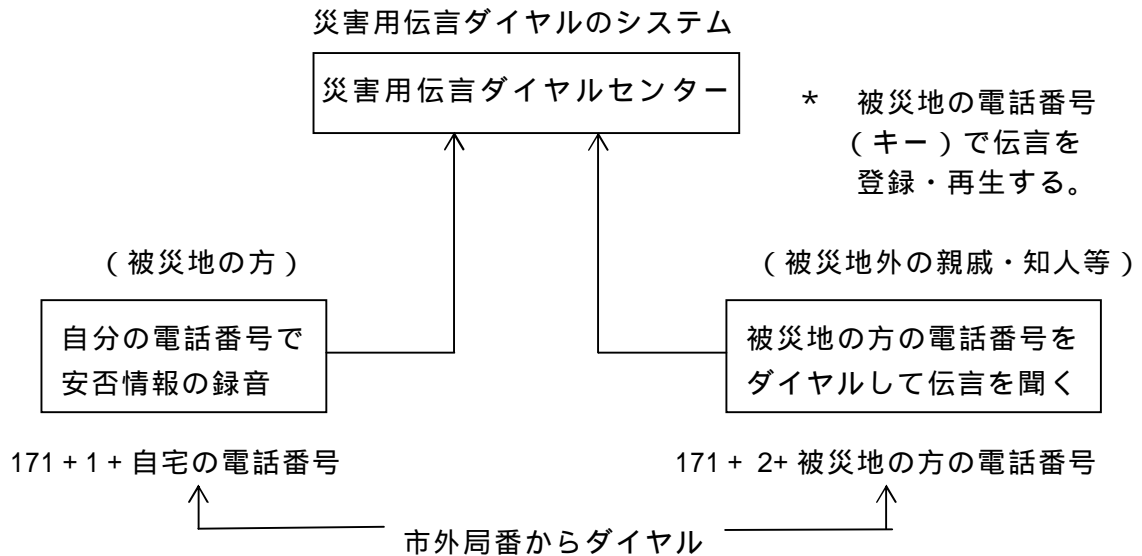 災害用伝言ダイヤルのシステム
災害用伝言ダイヤルセンター
* 被災地の電話番号
(キー)で伝言を
登録・再生する。
(被災地の方)
(被災地外の親戚・知人等)
自分の電話番号で
安否情報の録音
被災地の方の電話番号を
ダイヤルして伝言を聞く
171+1+自宅の電話番号
171+ 2+被災地の方の電話番号
市外局番からダイヤル